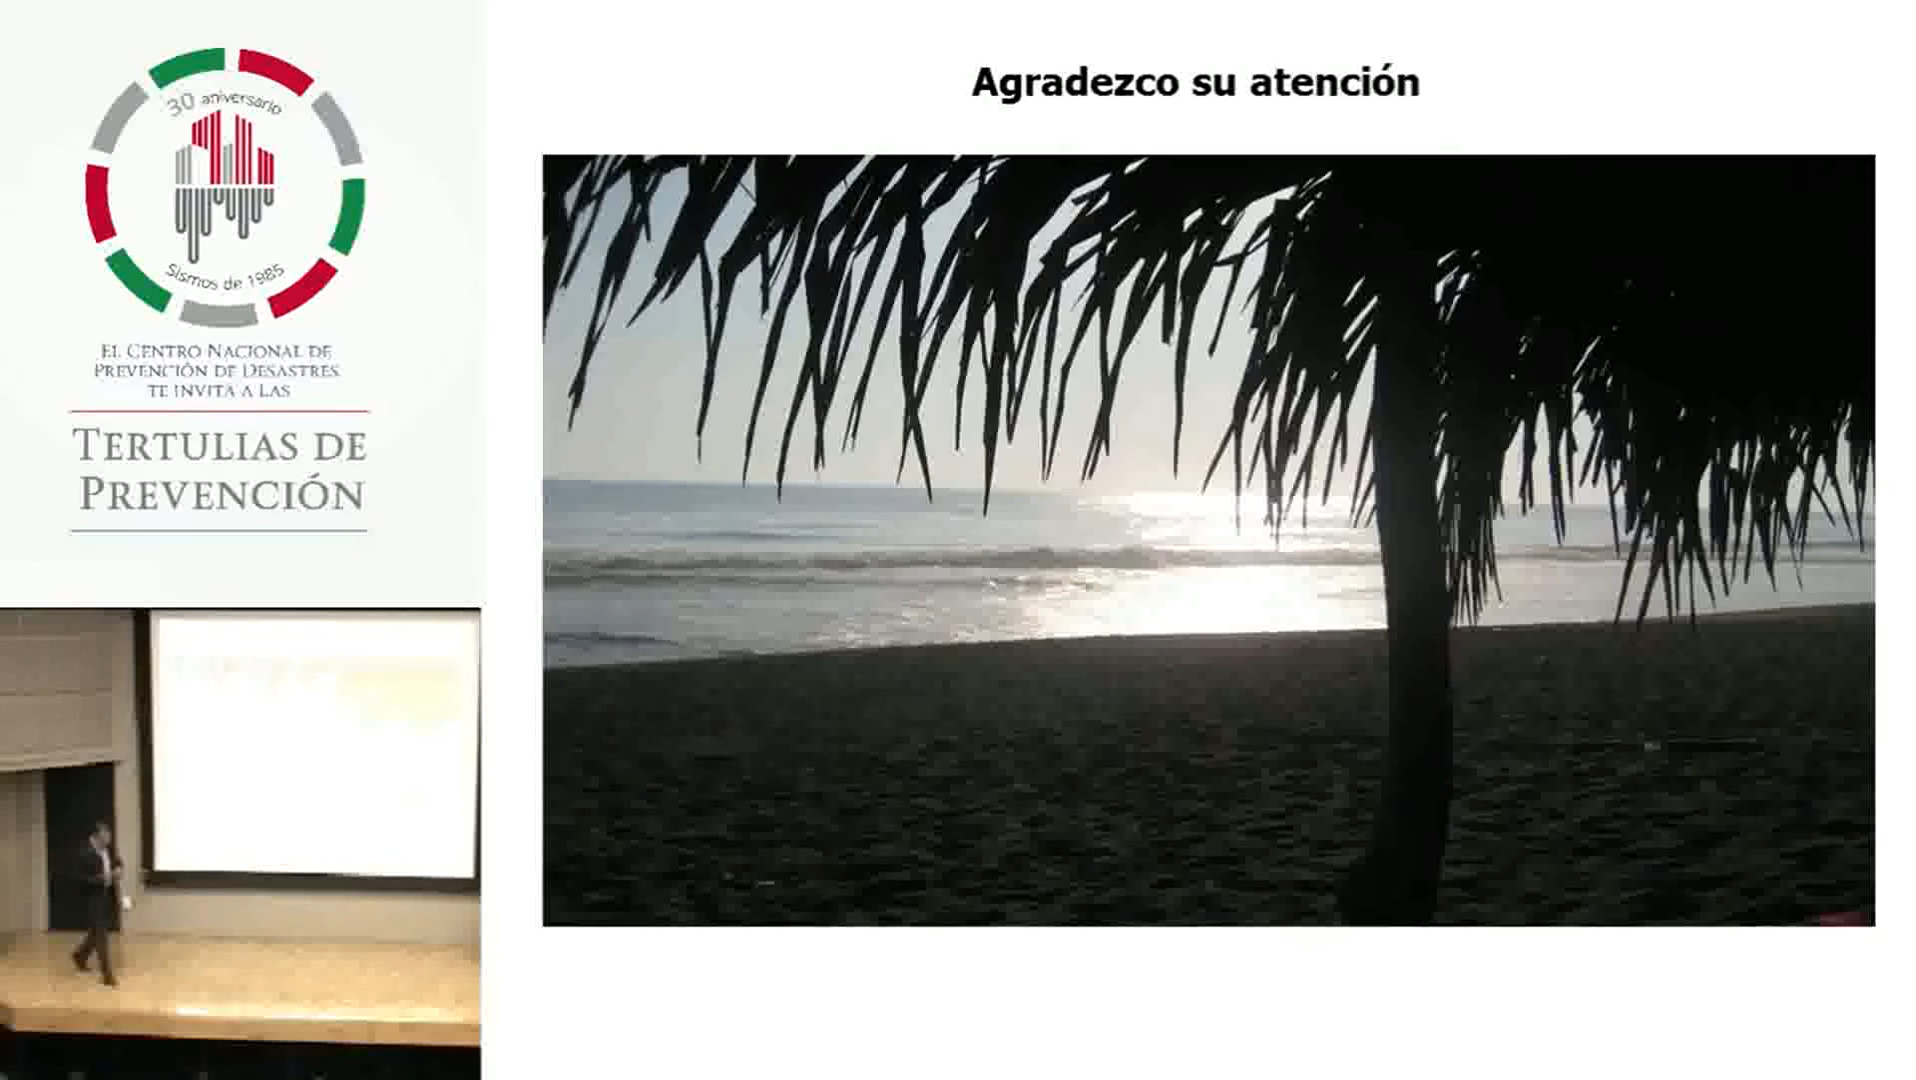 30 aniversario
Sismos de 1985
EL CENTRO NACIONAL DE
PREVENCIÓN DE DESASTRES
TE INVITA A LAS
TERTULIAS DE
PREVENCIÓN
Agradezco su atención